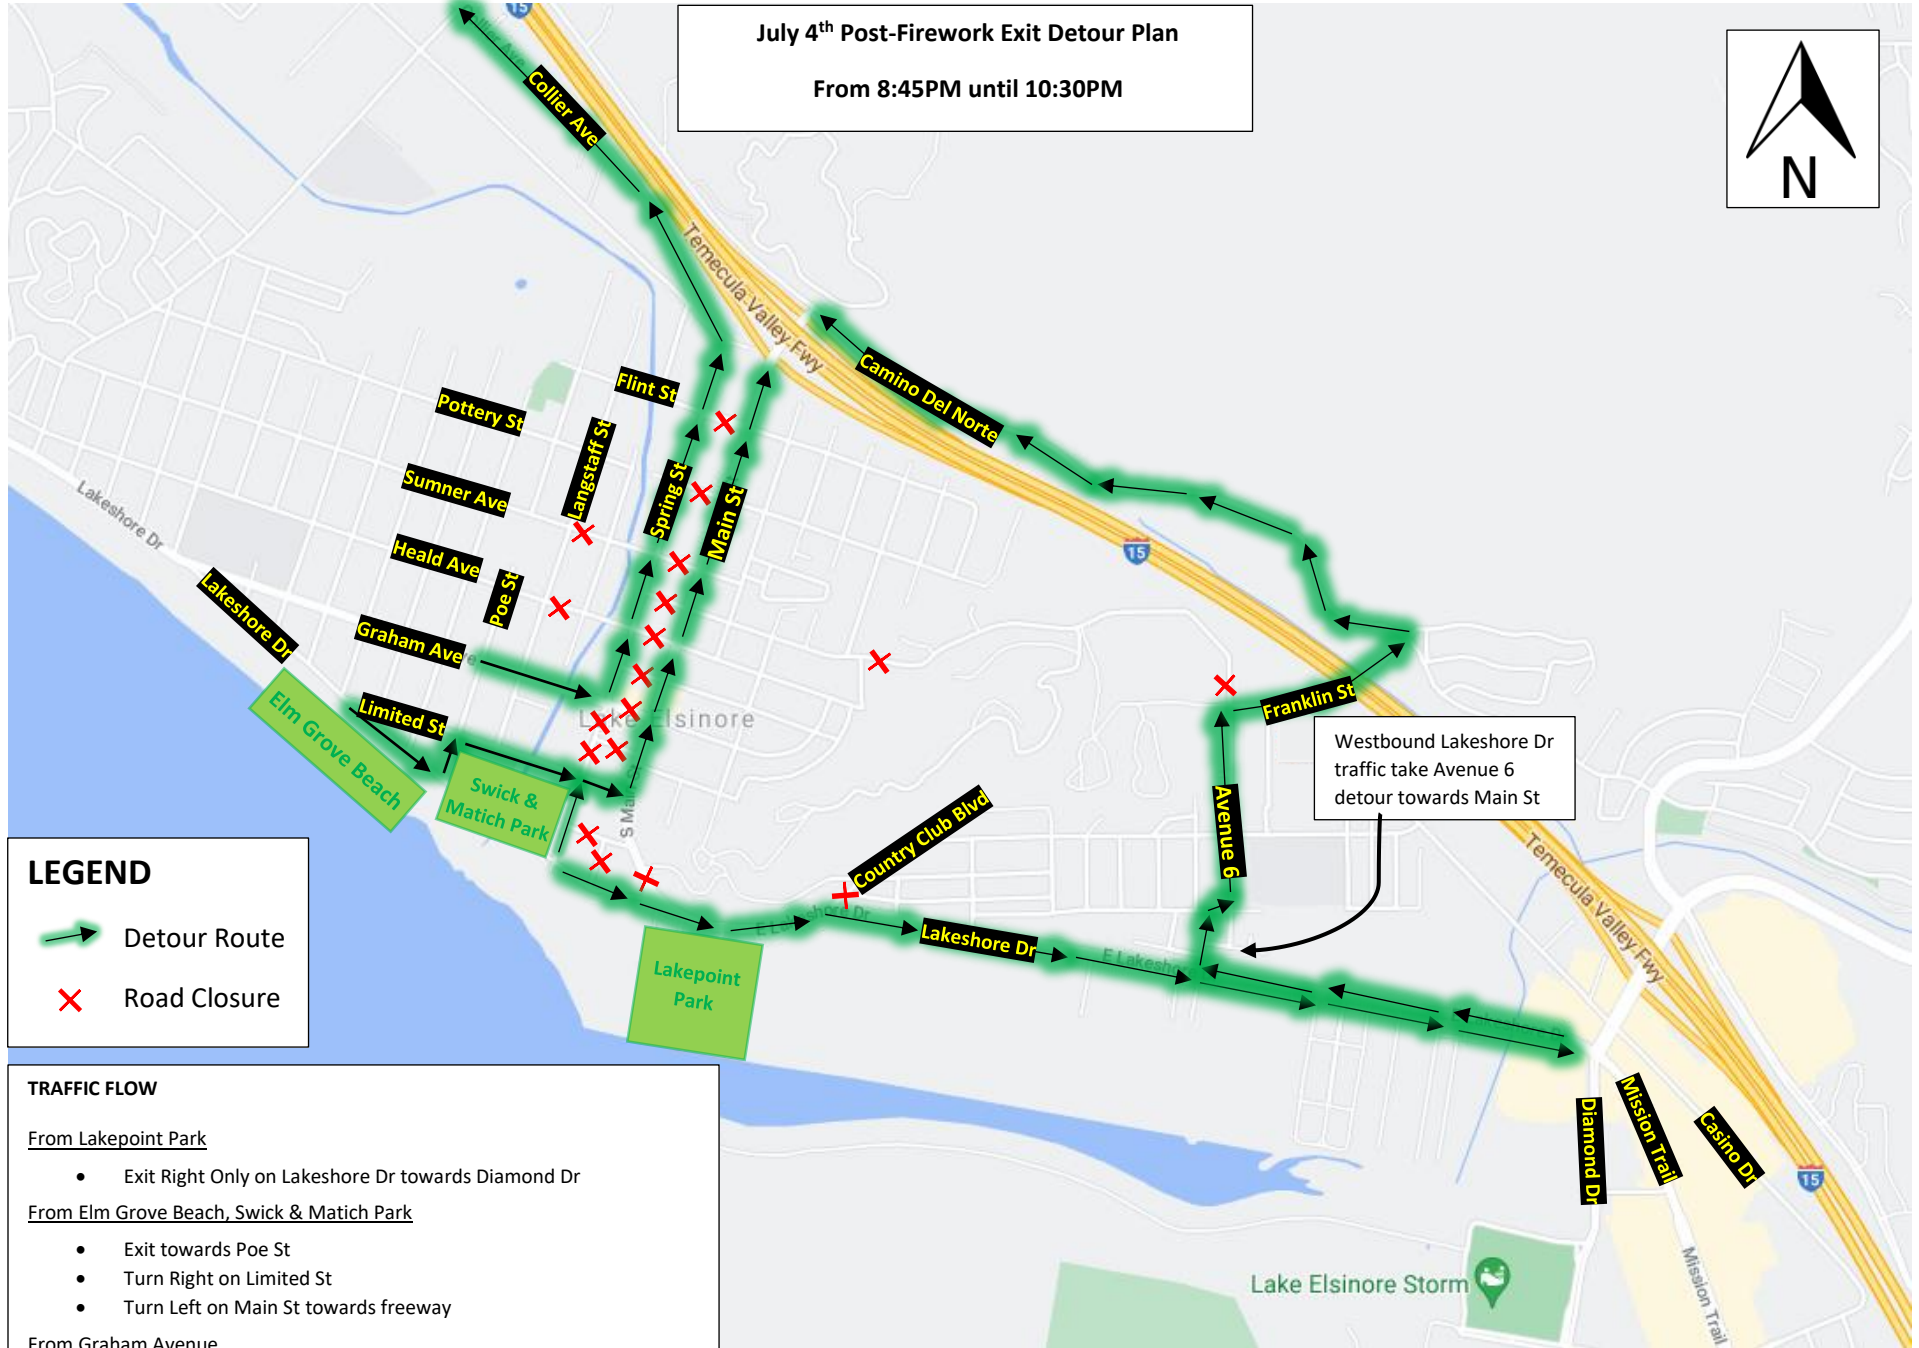 July 4th Post-Firework Exit Detour Plan
From 8:45PM until 10:30PM
N
15
Collier Ave
Temecula Valley Fwy
Camino Del Norte
Flint St
Pottery St
Langstaff St
Sumner Ave
Spring St
Main St
Heald Ave
Poe St
Lakeshore Dr
Lakeshore Dr
Graham Ave
15
Limited St
Elm Grove Beach
Lake Elsinore
Swick &
Matich Park
S Main St
Franklin St
Avenue 6
Westbound Lakeshore Dr
traffic take Avenue 6
detour towards Main St
Country Club Blvd
E Lakeshore Dr
Lakeshore Dr
E Lakeshore
Lakeshore Dr
Temecula Valley Fwy
Lakepoint
Park
LEGEND
Detour Route
Road Closure
Diamond Dr
Mission Trail
Casino Dr
15
Mission Trail
Lake Elsinore Storm
TRAFFIC FLOW
From Lakepoint Park
• Exit Right Only on Lakeshore Dr towards Diamond Dr
From Elm Grove Beach, Swick & Matich Park
• Exit towards Poe St
• Turn Right on Limited St
• Turn Left on Main St towards freeway
From Graham Avenue